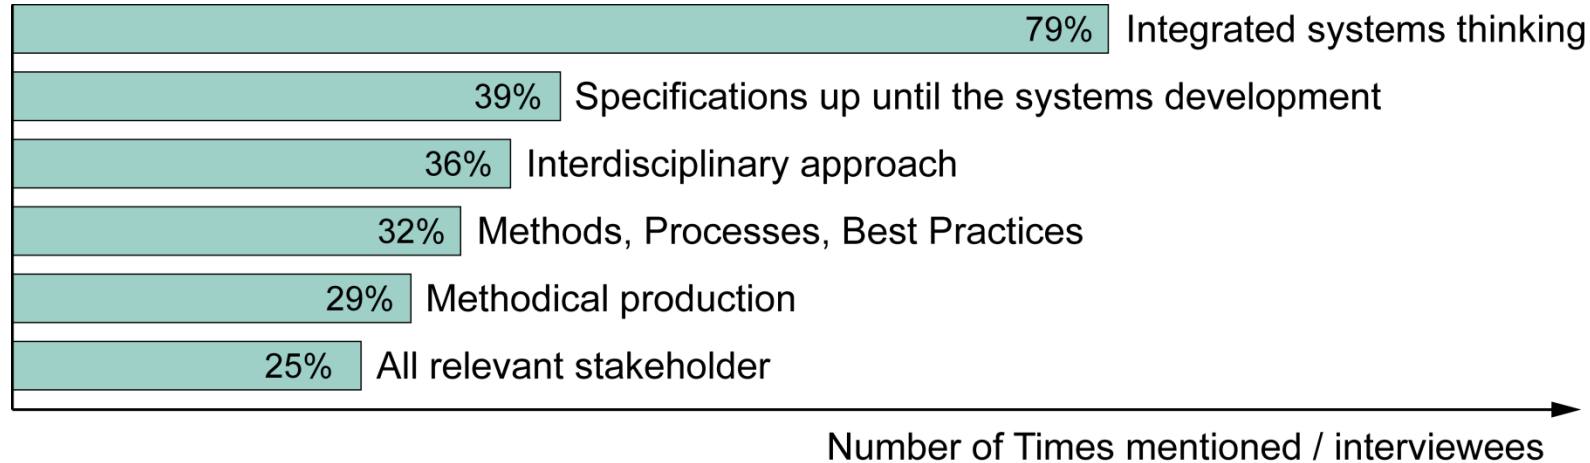 79% Integrated systems thinking
39% Specifications up until the systems development
36% Interdisciplinary approach
32% Methods, Processes, Best Practices
29% Methodical production
25% All relevant stakeholder
Number of Times mentioned / interviewees